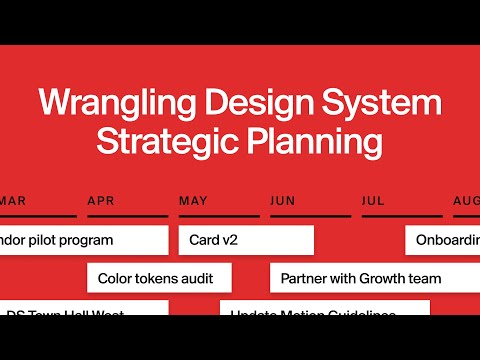 Wrangling Design System
Strategic Planning
MAR APR MAY JUN JUL AUG
ndor pilot program Card v2 Onboardin
Color tokens audit Partner with Growth team
DS Town Hall West Update Motion Guidelines